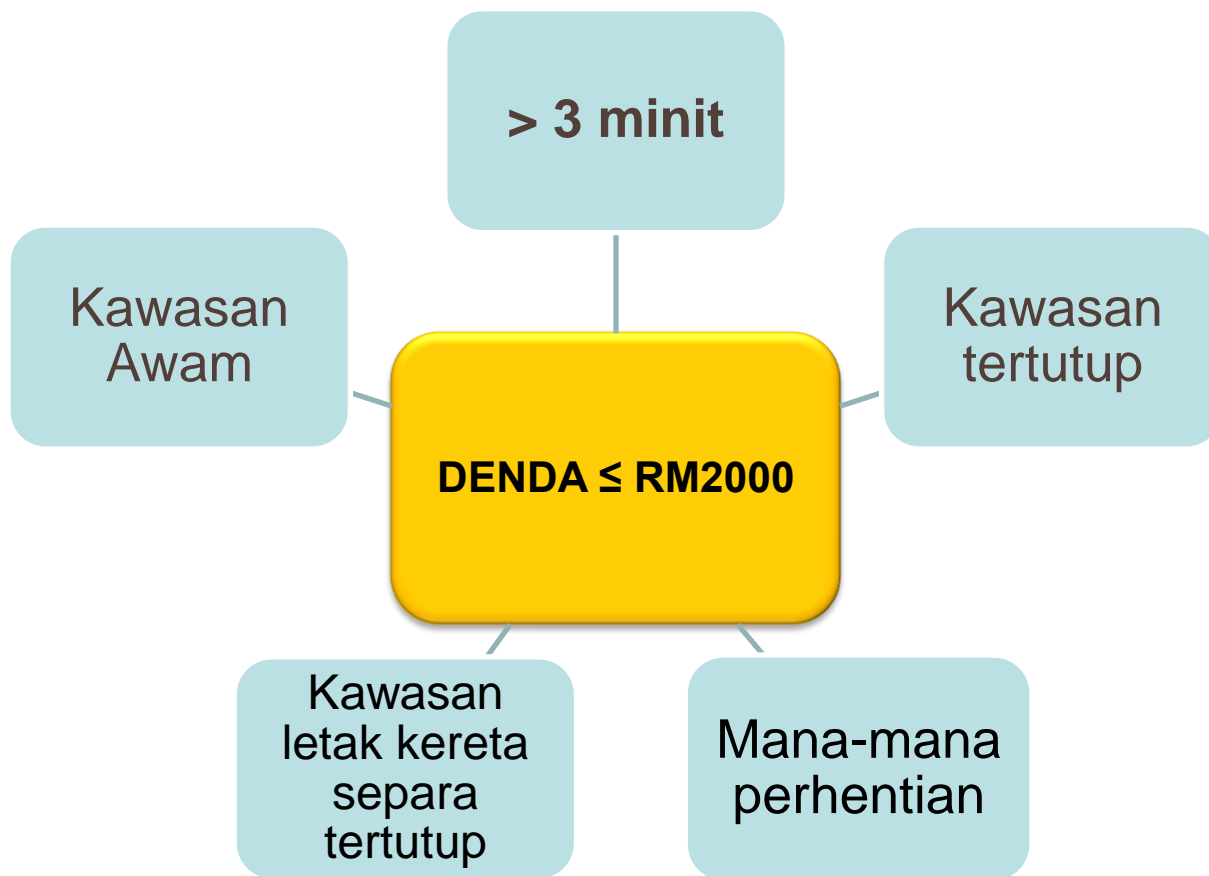 > 3 minit
Kawasan
Awam
Kawasan
tertutup
DENDA ≤ RM2000
Kawasan
letak kereta
separa
tertutup
Mana-mana
perhentian